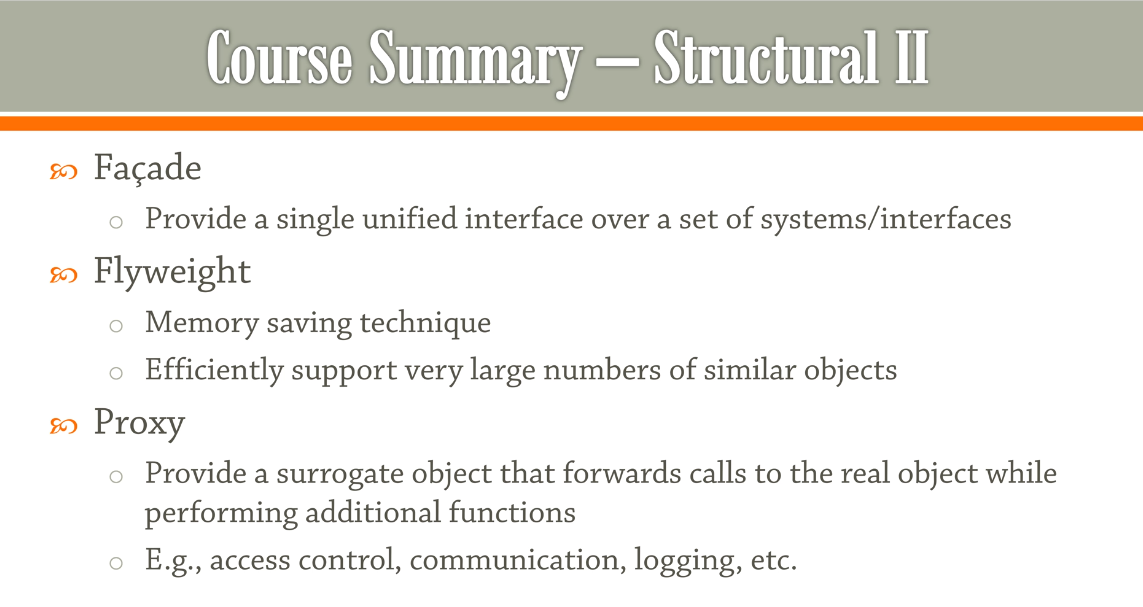 Course Summary – Structural II
Façade
Provide a single unified interface over a set of systems/interfaces
Flyweight
Memory saving technique
Efficiently support very large numbers of similar objects
Proxy
Provide a surrogate object that forwards calls to the real object while
performing additional functions
E.g., access control, communication, logging, etc.